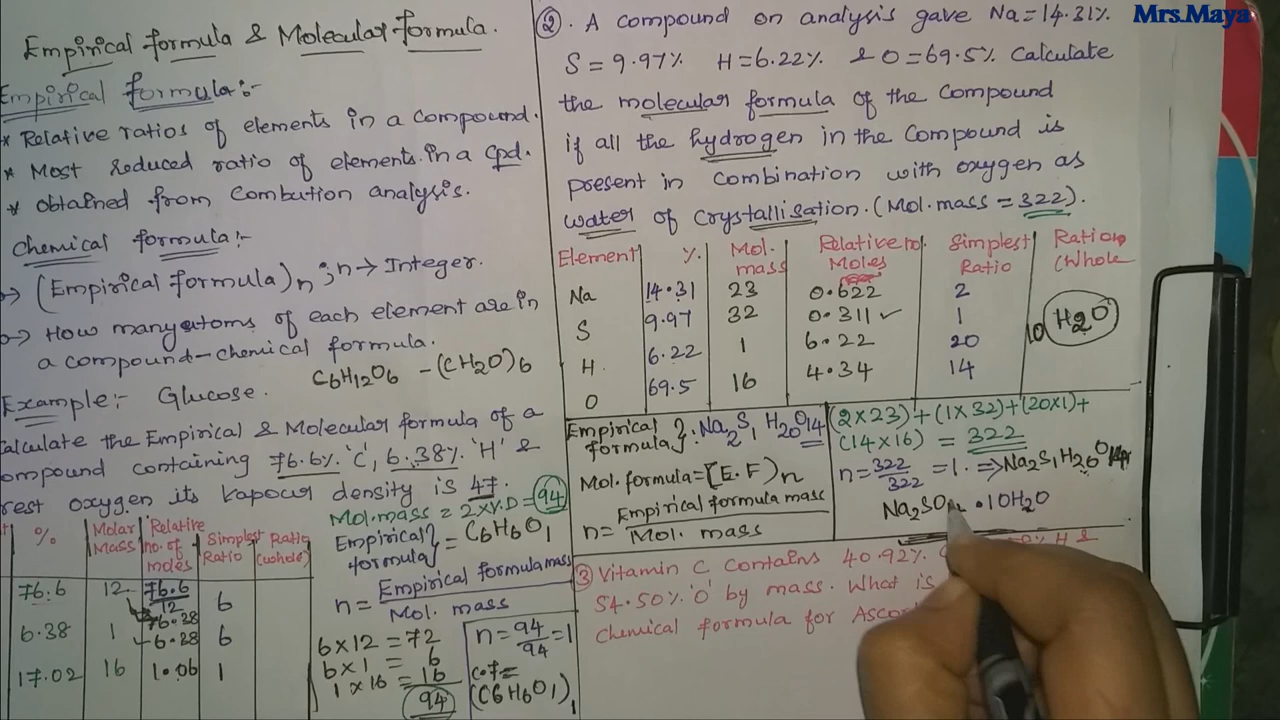 Empirical formula & Molecular formula.
Empirical formula:-
* Relative ratios of elements in a compound.
* Most reduced ratio of elements in a cpd.
* obtained from combution analysis.
chemical formula:-
-> (Empirical formula)n ; n -> Integer.
-> How many atoms of each element are in
a compound - chemical formula.
C6H12O6 - (CH2O)6
Example:- Glucose.
calculate the Empirical & Molecular formula of a
ompound containing 76.6% 'C', 6.38% 'H' &
rest oxygen its vapour density is 47.
Mol.mass = 2xV.D = 94
% Molar Mass Relative no. of moles Simplest Ratio Ratio (whole)
76.6 12 76.6/12 6
6.38
6.38 1 6.38 6
17.02 16 1.06 1
Empirical formula } = C6H6O1
n = Empirical formula mass / Mol. mass
6x12 = 72
6x1 = 6
1x16 = 16
94
n = 94/94 = 1
(C6H6O1)1
Mrs.Maya
② . A compound on analysis gave Na = 14.31%.
S = 9.97% H = 6.22% & O = 69.5% calculate
the molecular formula of the compound
if all the hydrogen in the compound is
present in combination with oxygen as
water of crystallisation. (Mol.mass = 322).
Element %. Mol. mass Relative no. Moles Simplest Ratio Ratio (Whole
Na 14.31 23 0.622 2
S 9.97 32 0.311 ✓ 1
H. 6.22 1 6.22 20
O 69.5 16 4.34 14
10 H2O
Empirical formula } : Na2S1H20O14
Mol. formula = [E.F]n
n = Empirical formula mass / Mol. mass
(2x23)+(1x32)+(20x1)+
(14x16) = 322
n = 322/322 = 1. => Na2S1H20O14
Na2SO4 . 10H2O
③ Vitamin C contains 40.92% H &
54.50% 'O' by mass. What is
chemical formula for